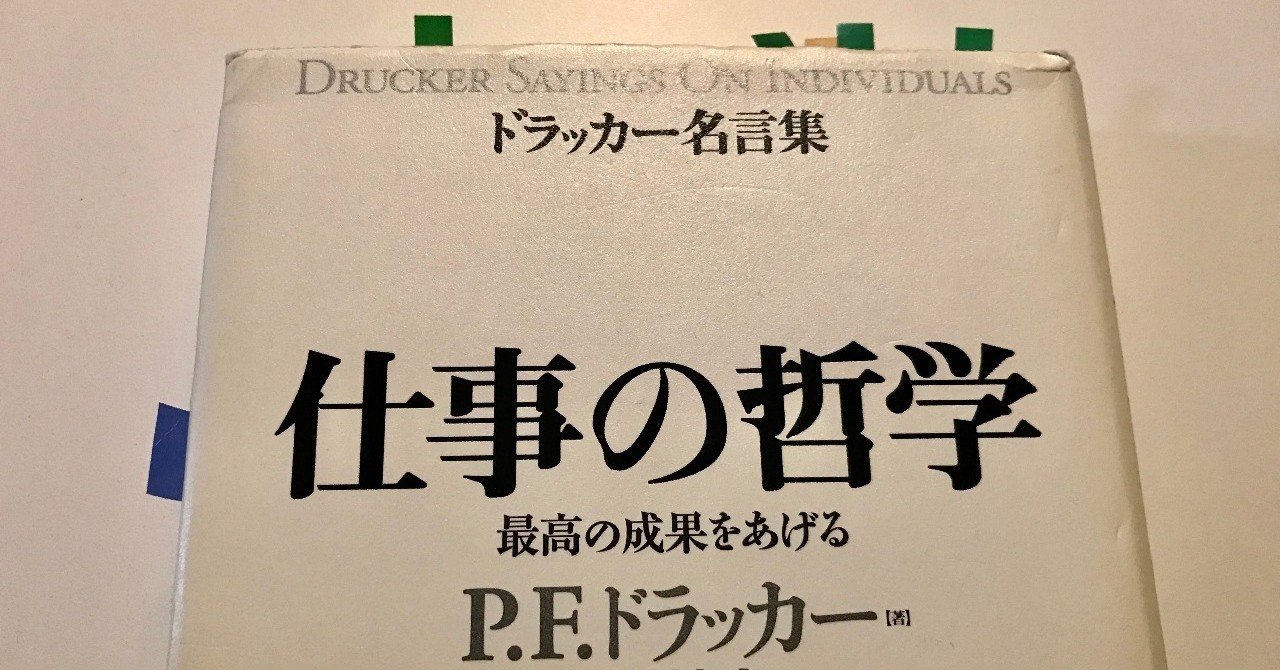 DRUCKER SAYINGS ON INDIVIDUALS
ドラッカー名言集
仕事の哲学
最高の成果をあげる
P.F.ドラッカー【著】